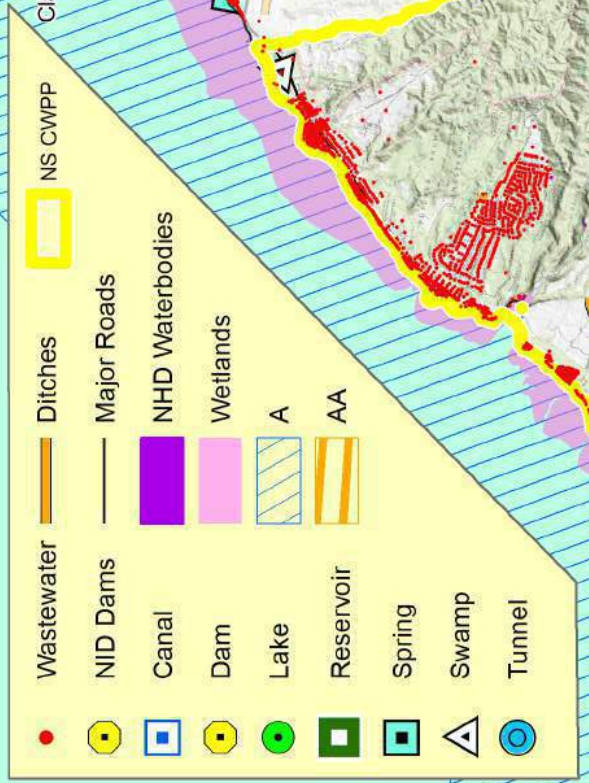 Wastewater
NID Dams
Canal
Dam
Lake
Reservoir
Spring
Swamp
Tunnel
Ditches
Major Roads
NHD Waterbodies
Wetlands
A
AA
NS CWPP
Cl